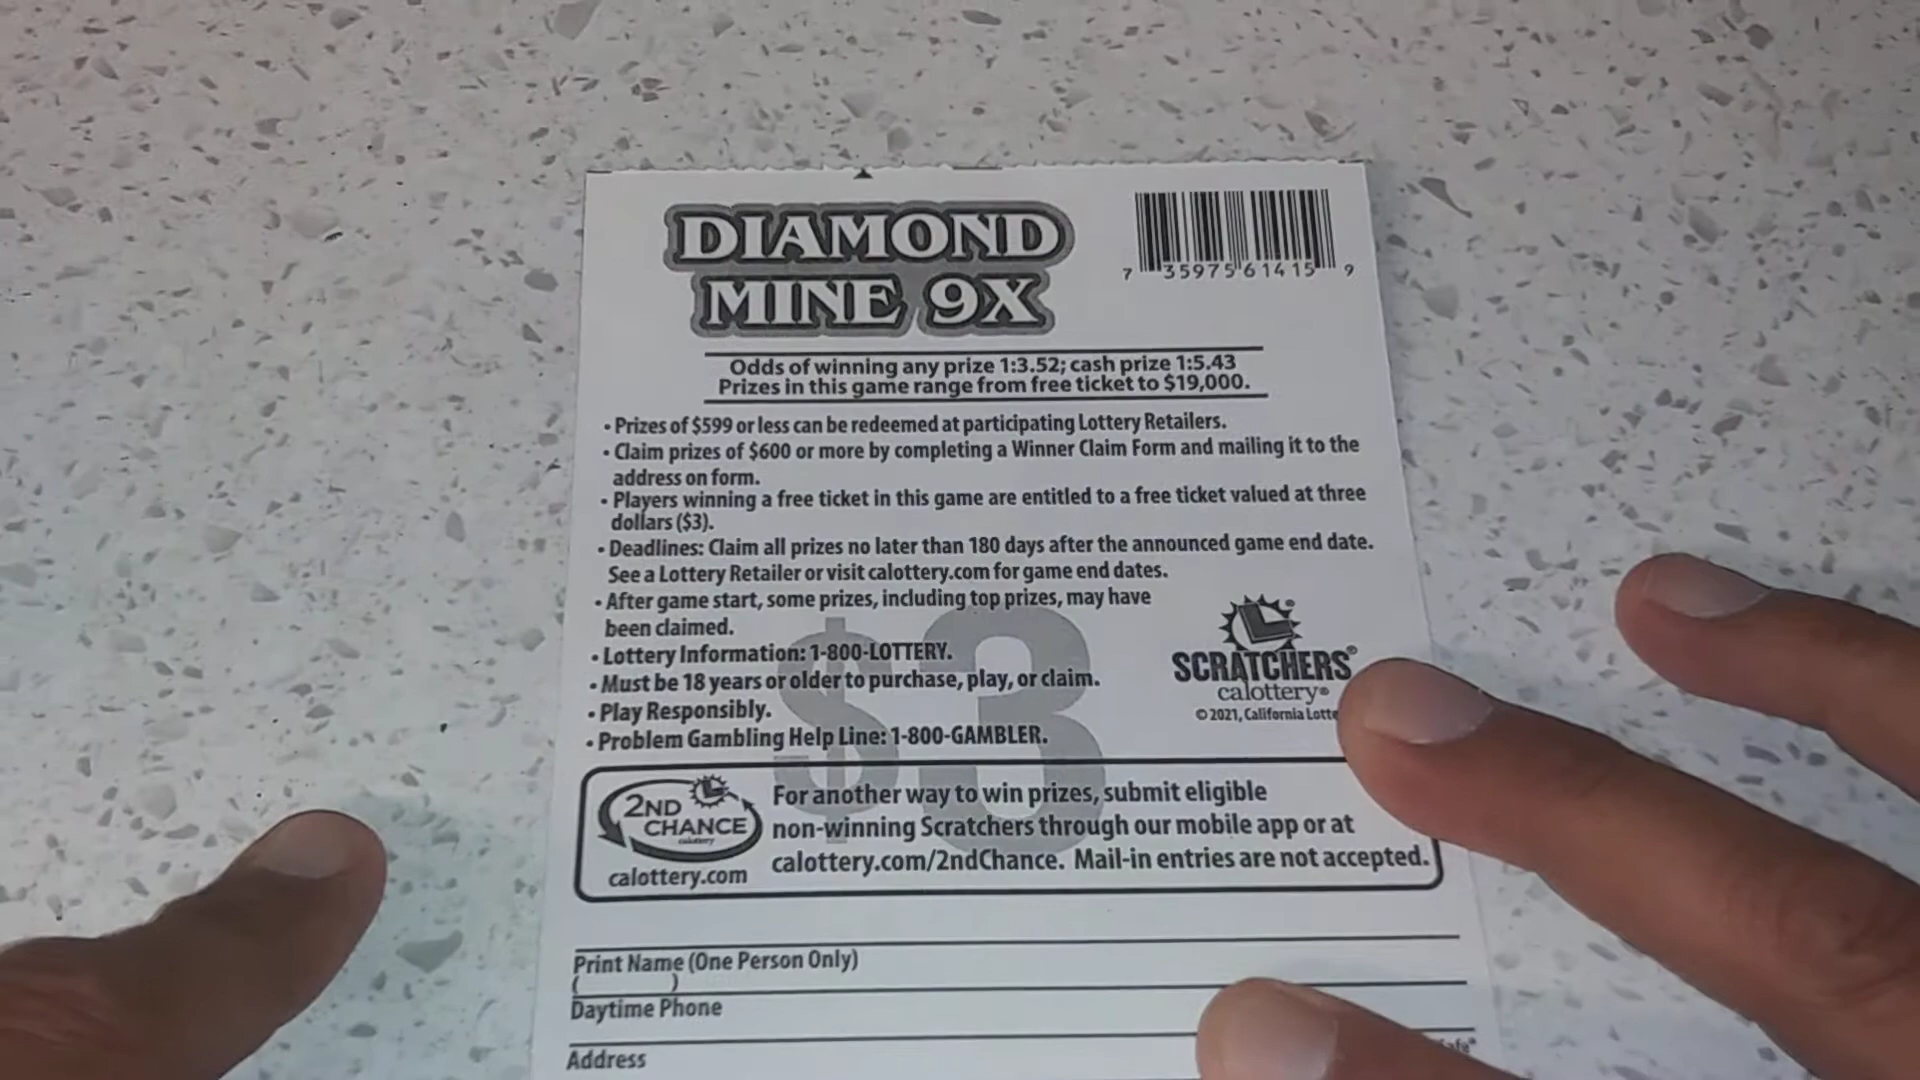 DIAMOND
MINE 9X
7 35975 61415 9
Odds of winning any prize 1:3.52; cash prize 1:5.43
Prizes in this game range from free ticket to $19,000.
• Prizes of $599 or less can be redeemed at participating Lottery Retailers.
• Claim prizes of $600 or more by completing a Winner Claim Form and mailing it to the
address on form.
• Players winning a free ticket in this game are entitled to a free ticket valued at three
dollars ($3).
• Deadlines: Claim all prizes no later than 180 days after the announced game end date.
See a Lottery Retailer or visit calottery.com for game end dates.
• After game start, some prizes, including top prizes, may have
been claimed.
• Lottery Information: 1-800-LOTTERY.
• Must be 18 years or older to purchase, play, or claim.
• Play Responsibly.
• Problem Gambling Help Line: 1-800-GAMBLER.
$3
SCRATCHERS®
calottery®
© 2021, California
2ND
CHANCE
calottery
calottery.com
For another way to win prizes, submit eligible
non-winning Scratchers through our mobile app or at
calottery.com/2ndChance. Mail-in entries are not accepted.
Print Name (One Person Only)
( )
Daytime Phone
Address